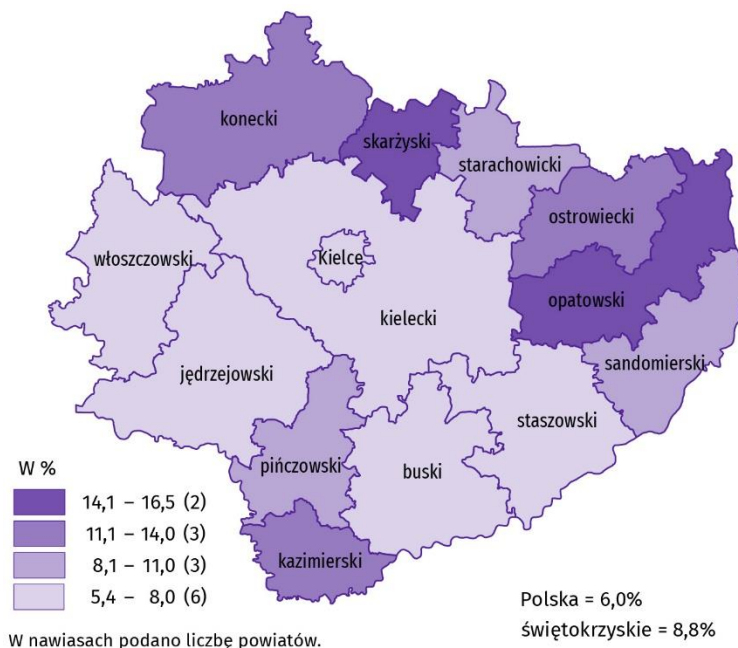 konecki
skarżyski
starachowicki
ostrowiecki
włoszczowski
Kielce
opatowski
kielecki
sandomierski
jędrzejowski
staszowski
pińczowski
buski
kazimierski
W %
14,1 – 16,5 (2)
11,1 – 14,0 (3)
8,1 – 11,0 (3)
5,4 – 8,0 (6)
Polska = 6,0%
świętokrzyskie = 8,8%
W nawiasach podano liczbę powiatów.